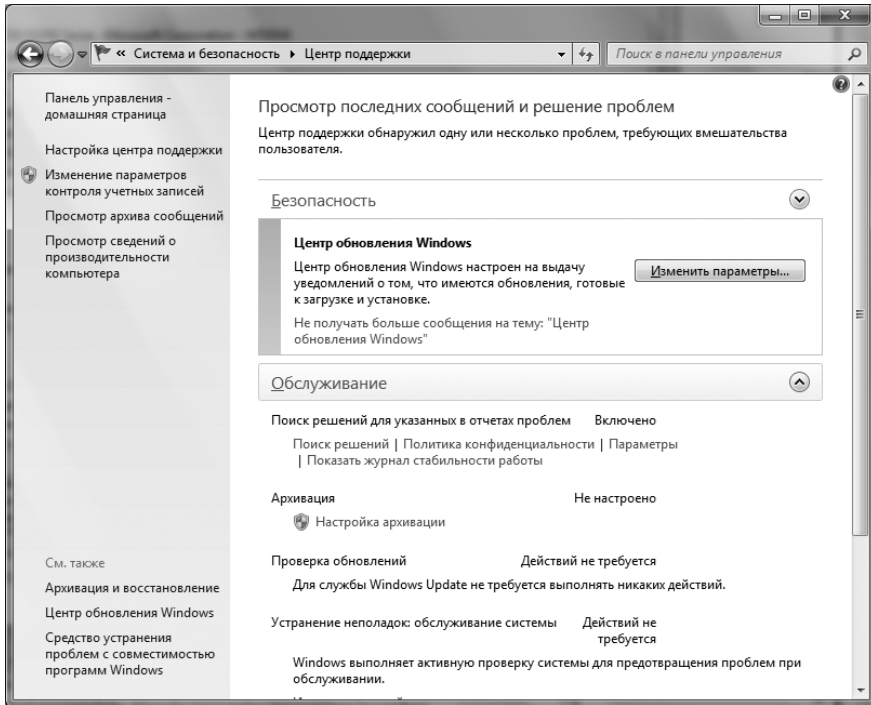 « Система и безопасность ▸ Центр поддержки
Поиск в панели управления
Панель управления -
домашняя страница
Настройка центра поддержки
Изменение параметров
контроля учетных записей
Просмотр архива сообщений
Просмотр сведений о
производительности
компьютера
См. также
Архивация и восстановление
Центр обновления Windows
Средство устранения
проблем с совместимостью
программ Windows
Просмотр последних сообщений и решение проблем
Центр поддержки обнаружил одну или несколько проблем, требующих вмешательства
пользователя.
Безопасность
Центр обновления Windows
Центр обновления Windows настроен на выдачу
уведомлений о том, что имеются обновления, готовые
к загрузке и установке.
Изменить параметры...
Не получать больше сообщения на тему: "Центр
обновления Windows"
Обслуживание
Поиск решений для указанных в отчетах проблем Включено
Поиск решений | Политика конфиденциальности | Параметры
| Показать журнал стабильности работы
Архивация Не настроено
Настройка архивации
Проверка обновлений Действий не требуется
Для службы Windows Update не требуется выполнять никаких действий.
Устранение неполадок: обслуживание системы Действий не
требуется
Windows выполняет активную проверку системы для предотвращения проблем при
обслуживании.